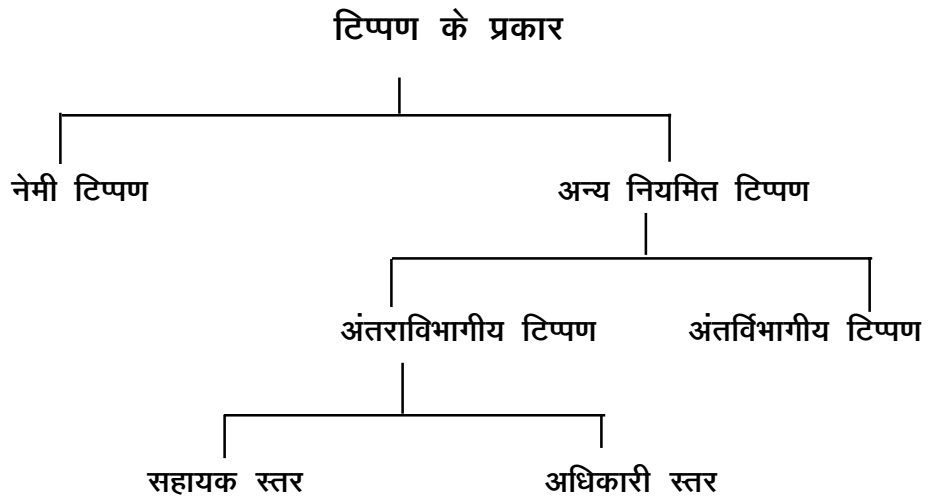 टिप्पण के प्रकार
नेमी टिप्पण अन्य नियमित टिप्पण
अंतराविभागीय टिप्पण अंतर्विभागीय टिप्पण
सहायक स्तर अधिकारी स्तर